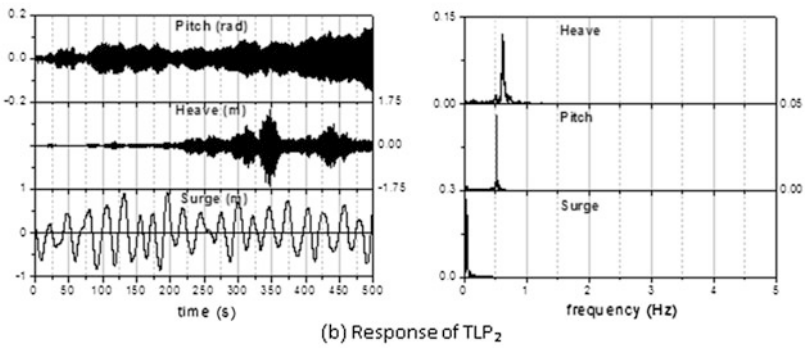 0.2
Pitch (rad)
0.0
-0.2
1.75
Heave (m)
0.00
-1.75
1
Surge (m)
0
-1
0 50 100 150 200 250 300 350 400 450 500
time (s)
0.15
Heave
0.00
0.05
Pitch
0.3
0.00
Surge
0.0
0 1 2 3 4 5
frequency (Hz)
(b) Response of TLP₂